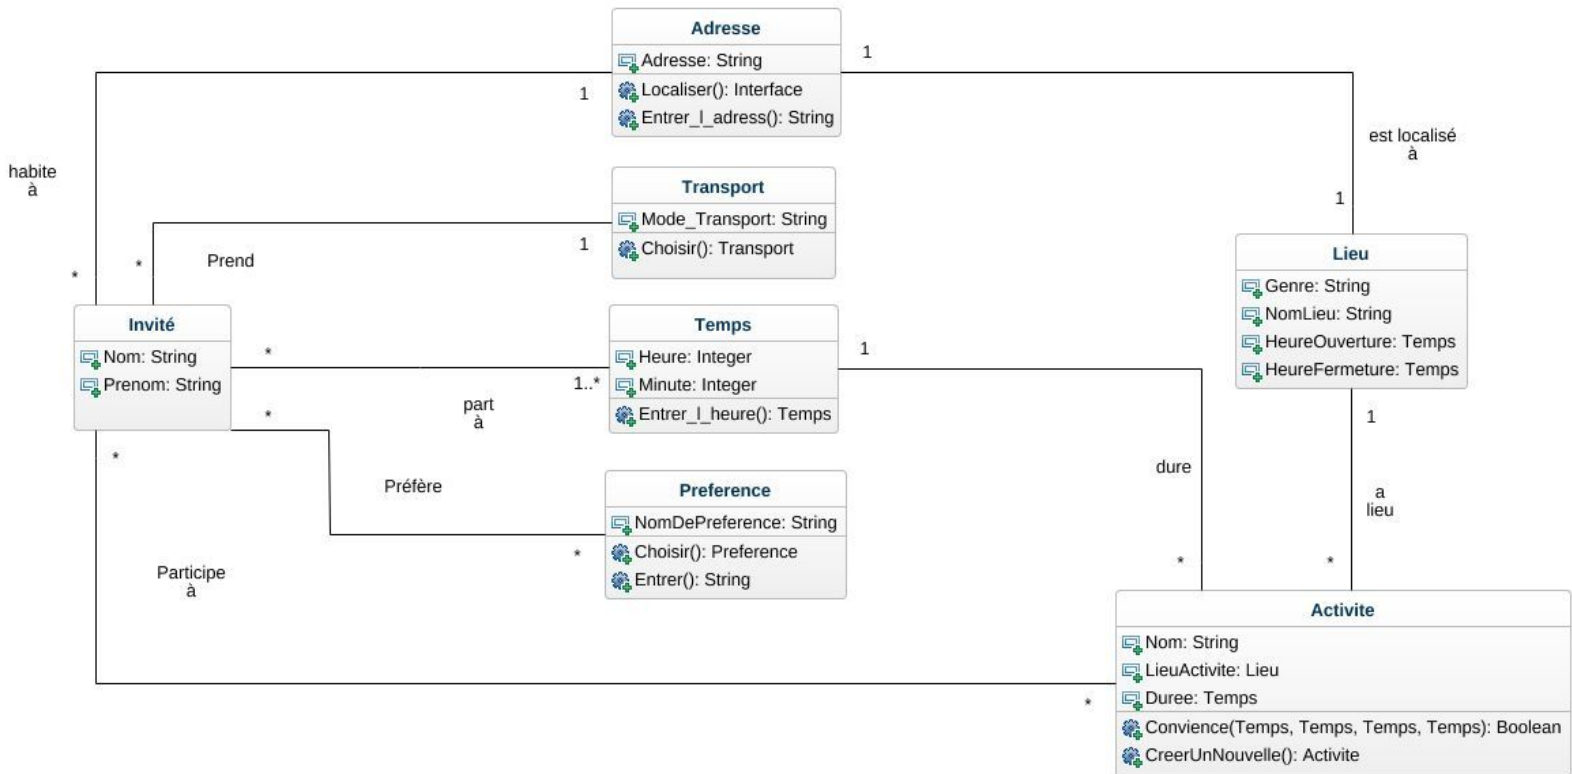 Adresse
Adresse: String
Localiser(): Interface
Entrer_l_adress(): String
1
1
habite
à
est localisé
à
Transport
Mode_Transport: String
Choisir(): Transport
1
Prend
*
*
1
Lieu
Genre: String
NomLieu: String
HeureOuverture: Temps
HeureFermeture: Temps
Invité
Nom: String
Prenom: String
Temps
Heure: Integer
Minute: Integer
Entrer_l_heure(): Temps
*
1..*
part
à
1
1
*
*
Préfère
dure
a
lieu
Preference
NomDePreference: String
Choisir(): Preference
Entrer(): String
*
Participe
à
*
*
*
Activite
Nom: String
LieuActivite: Lieu
Duree: Temps
Convience(Temps, Temps, Temps, Temps): Boolean
CreerUnNouvelle(): Activite